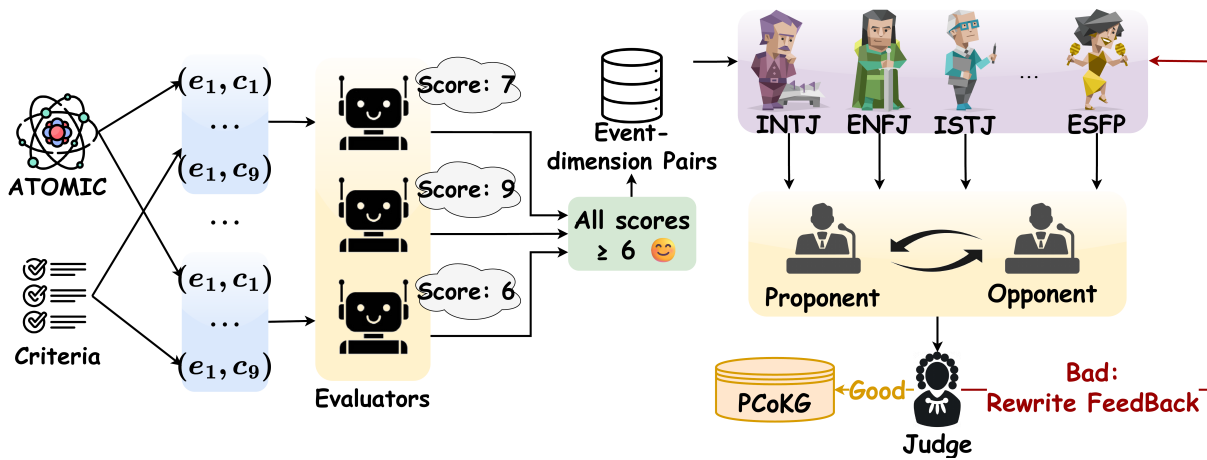 ATOMIC
Criteria
(e₁, c₁)
...
(e₁, c₉)
...
(e₁, c₁)
...
(e₁, c₉)
Score: 7
Score: 9
Score: 6
Evaluators
All scores
≥ 6 😊
Event-
dimension Pairs
INTJ
ENFJ
ISTJ
...
ESFP
Proponent
Opponent
Judge
Good
PCoKG
Bad:
Rewrite FeedBack